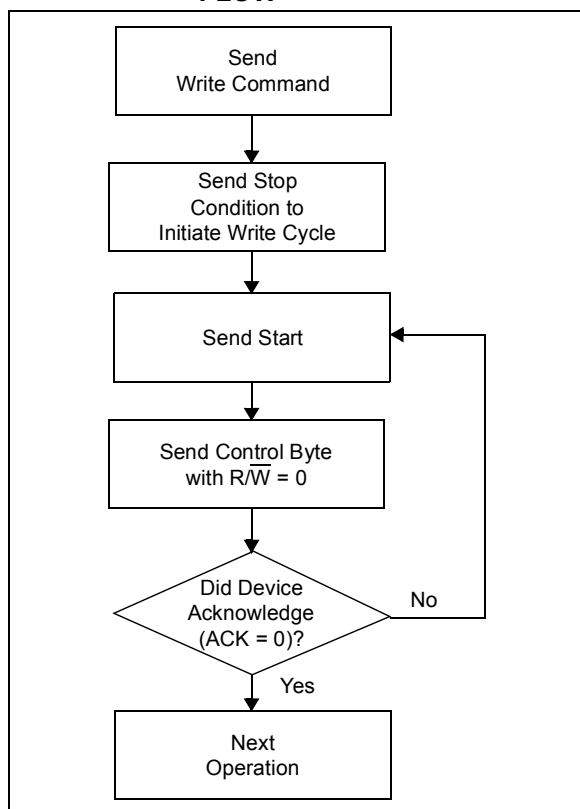 FLOW
Send
Write Command
Send Stop
Condition to
Initiate Write Cycle
Send Start
Send Control Byte
with R/W̅ = 0
Did Device
Acknowledge
(ACK = 0)?
No
Yes
Next
Operation